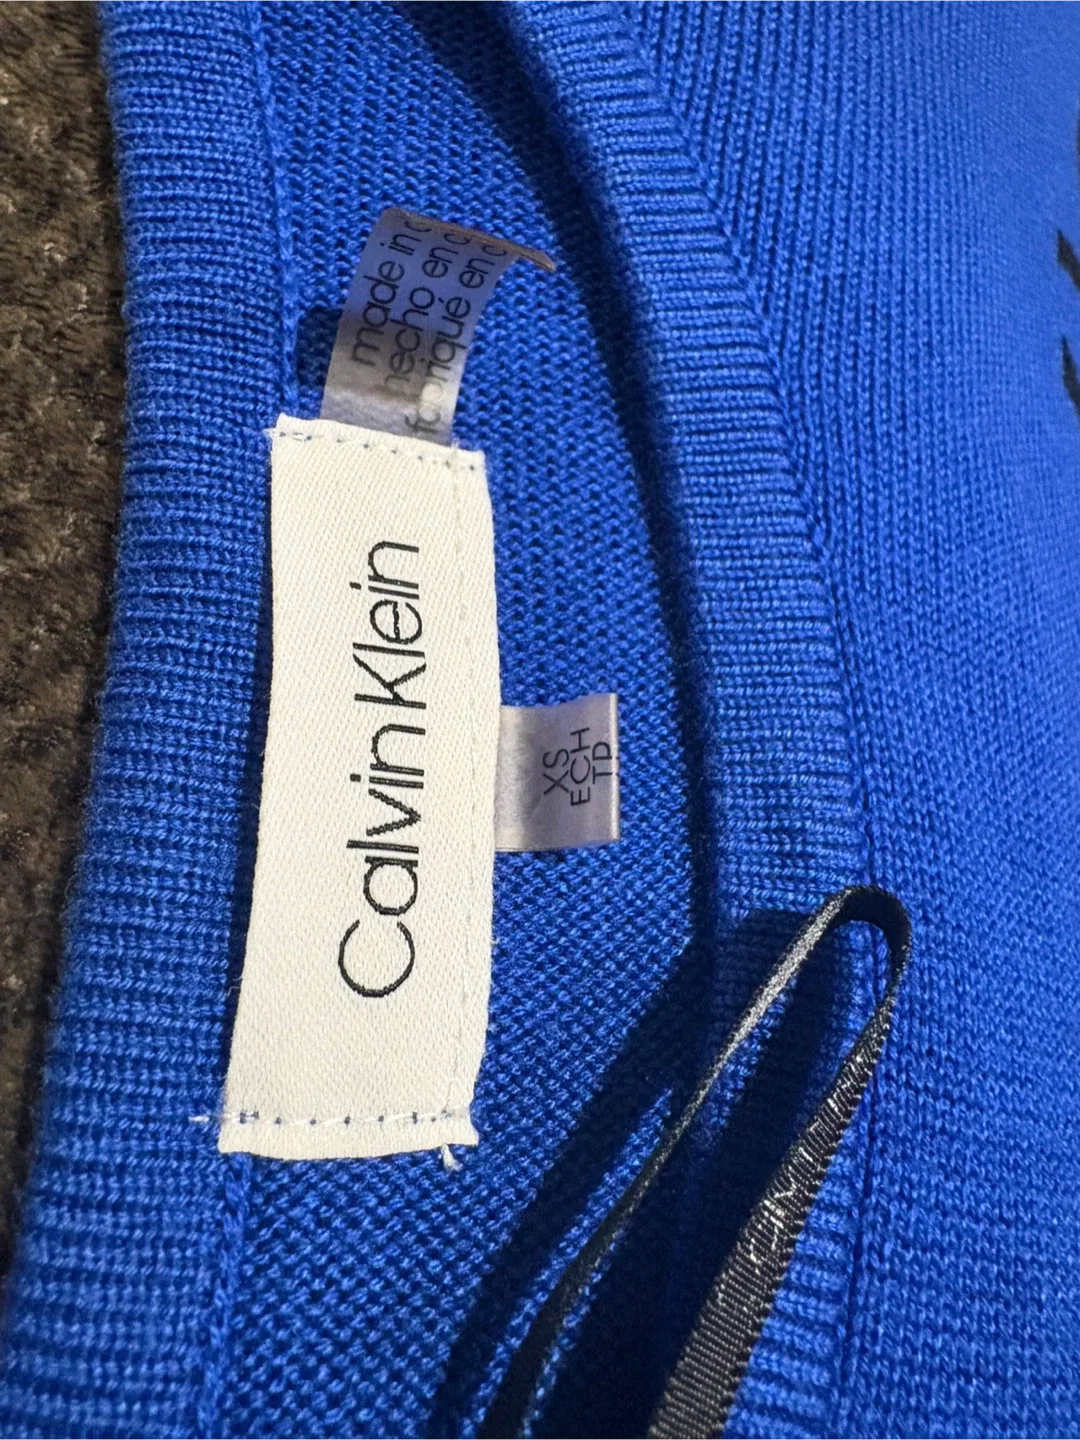 made in
hecho en
fabriqué en
Calvin Klein
XS
ECH
TP